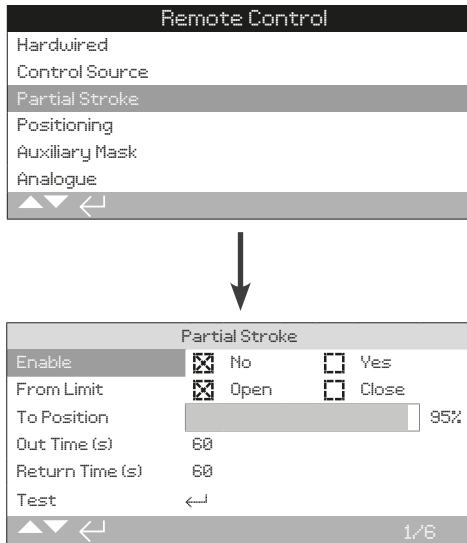 Remote Control
Hardwired
Control Source
Partial Stroke
Positioning
Auxiliary Mask
Analogue
Partial Stroke
Enable No Yes
From Limit Open Close
To Position 95%
Out Time (s) 60
Return Time (s) 60
Test
1/6